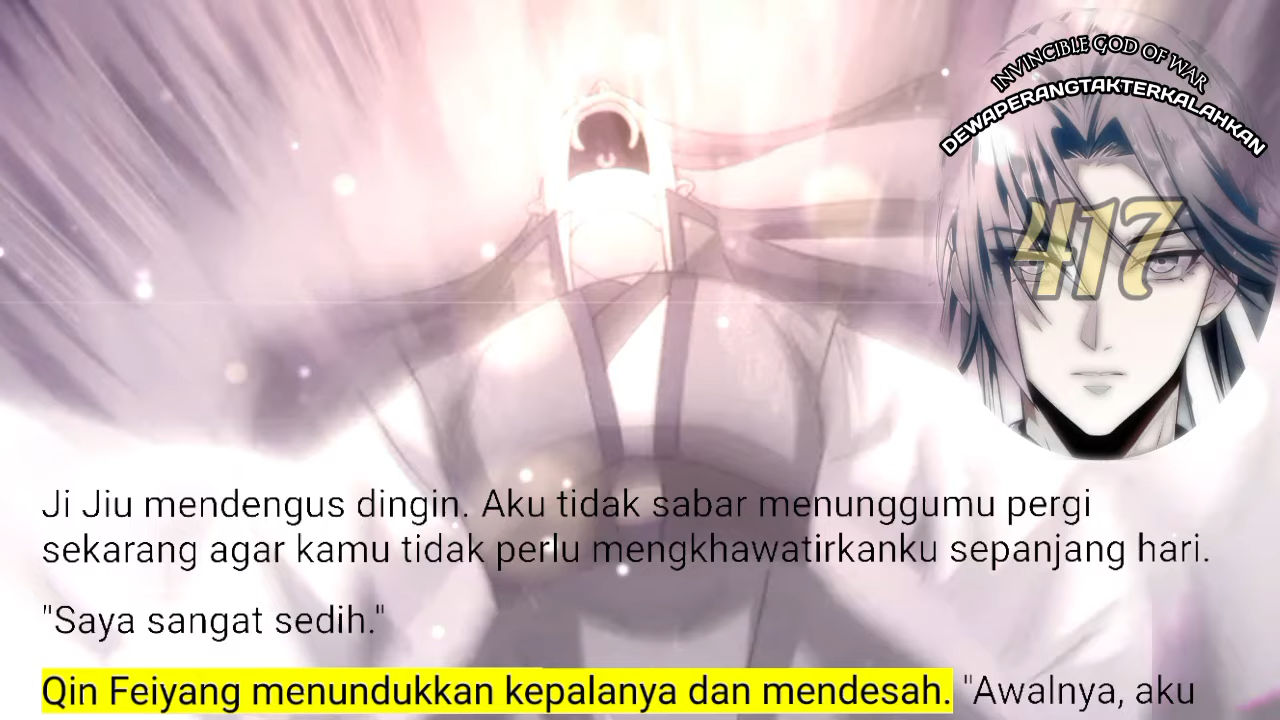 INVINCIBLE GOD OF WAR
DEWAPERANGTAKTERKALAHKAN
417
Ji Jiu mendengus dingin. Aku tidak sabar menunggumu pergi
sekarang agar kamu tidak perlu mengkhawatirkanku sepanjang hari.
"Saya sangat sedih."
Qin Feiyang menundukkan kepalanya dan mendesah. "Awalnya, aku